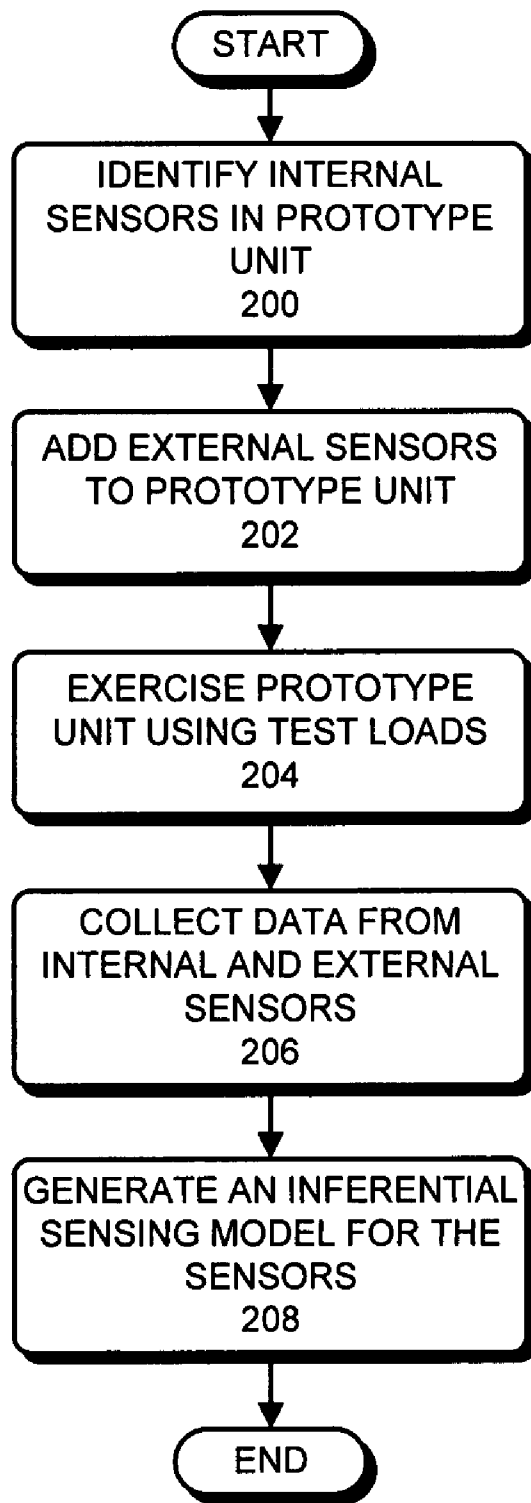 START
IDENTIFY INTERNAL
SENSORS IN PROTOTYPE
UNIT
200
ADD EXTERNAL SENSORS
TO PROTOTYPE UNIT
202
EXERCISE PROTOTYPE
UNIT USING TEST LOADS
204
COLLECT DATA FROM
INTERNAL AND EXTERNAL
SENSORS
206
GENERATE AN INFERENTIAL
SENSING MODEL FOR THE
SENSORS
208
END